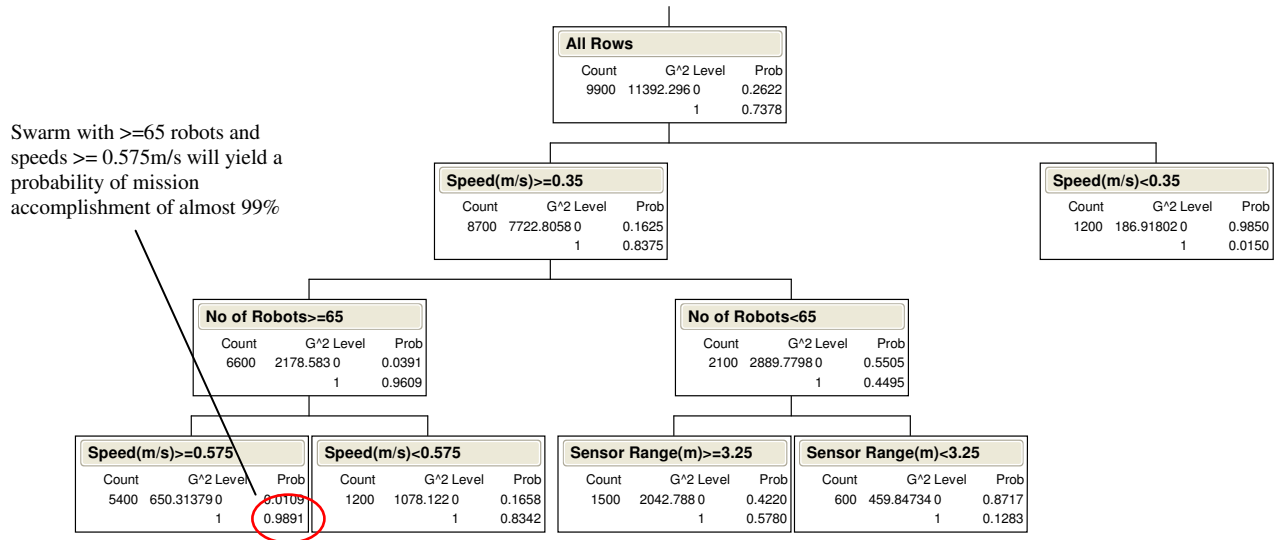 All Rows
Count G^2 Level Prob
9900 11392.296 0 0.2622
1 0.7378
Swarm with >=65 robots and
speeds >= 0.575m/s will yield a
probability of mission
accomplishment of almost 99%
Speed(m/s)>=0.35
Count G^2 Level Prob
8700 7722.8058 0 0.1625
1 0.8375
Speed(m/s)<0.35
Count G^2 Level Prob
1200 186.91802 0 0.9850
1 0.0150
No of Robots>=65
Count G^2 Level Prob
6600 2178.583 0 0.0391
1 0.9609
No of Robots<65
Count G^2 Level Prob
2100 2889.7798 0 0.5505
1 0.4495
Speed(m/s)>=0.575
Count G^2 Level Prob
5400 650.31379 0 0.0109
1 0.9891
Speed(m/s)<0.575
Count G^2 Level Prob
1200 1078.122 0 0.1658
1 0.8342
Sensor Range(m)>=3.25
Count G^2 Level Prob
1500 2042.788 0 0.4220
1 0.5780
Sensor Range(m)<3.25
Count G^2 Level Prob
600 459.84734 0 0.8717
1 0.1283